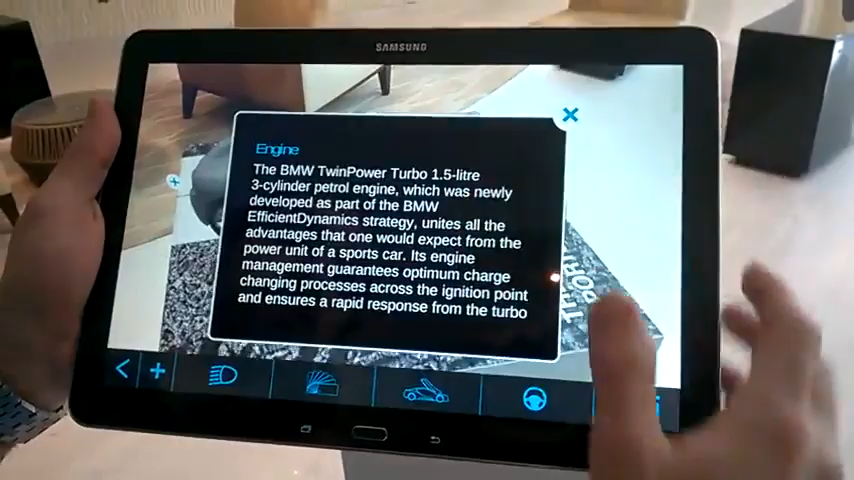 SAMSUNG
Engine
The BMW TwinPower Turbo 1.5-litre
3-cylinder petrol engine, which was newly
developed as part of the BMW
EfficientDynamics strategy, unites all the
advantages that one would expect from the
power unit of a sports car. Its engine
management guarantees optimum charge
changing processes across the ignition point
and ensures a rapid response from the turbo